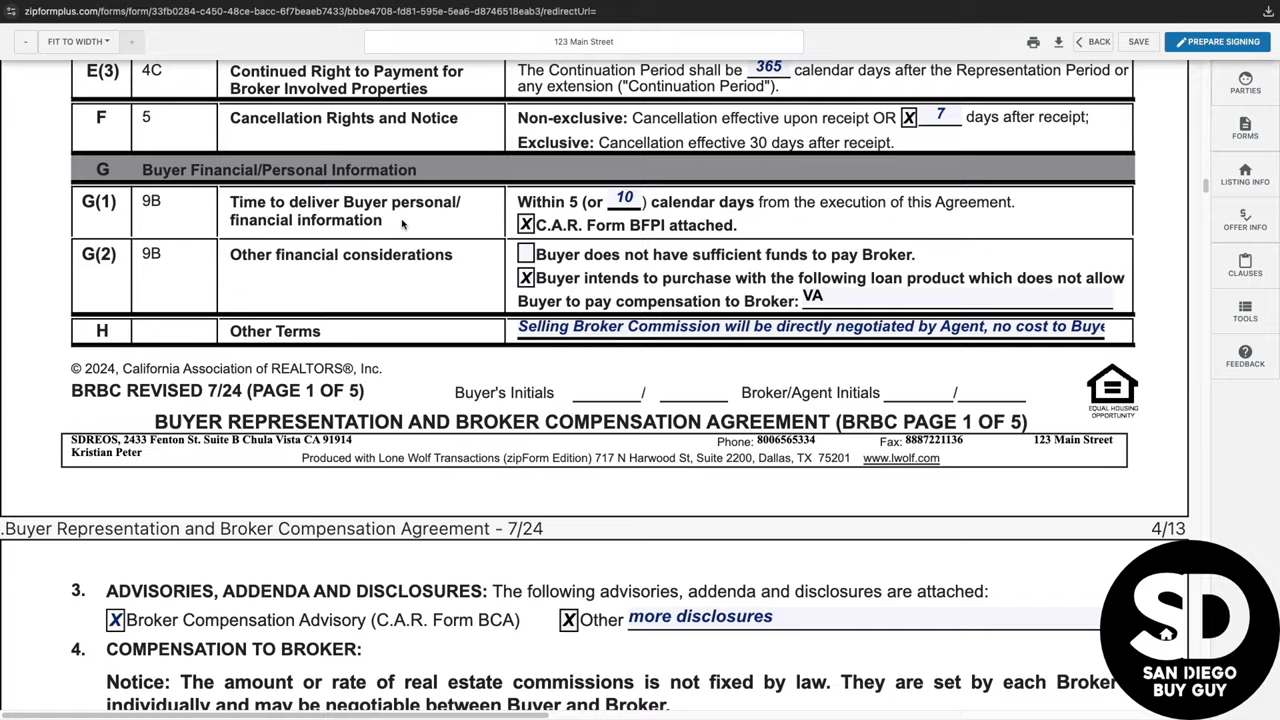 zipformplus.com/forms/form/33fb0284-c450-48ce-bacc-6f7beaeb7433/bbbe4708-fd81-595e-5ea6-d8746518eab3/redirectUrl=
- FIT TO WIDTH + 123 Main Street BACK SAVE PREPARE SIGNING
E(3) 4C Continued Right to Payment for Broker Involved Properties The Continuation Period shall be 365 calendar days after the Representation Period or any extension ("Continuation Period").
F 5 Cancellation Rights and Notice Non-exclusive: Cancellation effective upon receipt OR X 7 days after receipt;
Exclusive: Cancellation effective 30 days after receipt.
G Buyer Financial/Personal Information
G(1) 9B Time to deliver Buyer personal/ financial information Within 5 (or 10 ) calendar days from the execution of this Agreement.
X C.A.R. Form BFPI attached.
G(2) 9B Other financial considerations Buyer does not have sufficient funds to pay Broker.
X Buyer intends to purchase with the following loan product which does not allow
Buyer to pay compensation to Broker: VA
H Other Terms Selling Broker Commission will be directly negotiated by Agent, no cost to Buye
© 2024, California Association of REALTORS®, Inc.
BRBC REVISED 7/24 (PAGE 1 OF 5) Buyer's Initials / Broker/Agent Initials /
EQUAL HOUSING
OPPORTUNITY
BUYER REPRESENTATION AND BROKER COMPENSATION AGREEMENT (BRBC PAGE 1 OF 5)
SDREOS, 2433 Fenton St. Suite B Chula Vista CA 91914 Phone: 8006565334 Fax: 8887221136 123 Main Street
Kristian Peter Produced with Lone Wolf Transactions (zipForm Edition) 717 N Harwood St, Suite 2200, Dallas, TX 75201 www.lwolf.com
.Buyer Representation and Broker Compensation Agreement - 7/24 4/13
3. ADVISORIES, ADDENDA AND DISCLOSURES: The following advisories, addenda and disclosures are attached:
X Broker Compensation Advisory (C.A.R. Form BCA) X Other more disclosures
4. COMPENSATION TO BROKER:
Notice: The amount or rate of real estate commissions is not fixed by law. They are set by each Broker
individually and may be negotiable between Buyer and Broker.
PARTIES
FORMS
LISTING INFO
OFFER INFO
CLAUSES
TOOLS
FEEDBACK
SD
SAN DIEGO
BUY GUY